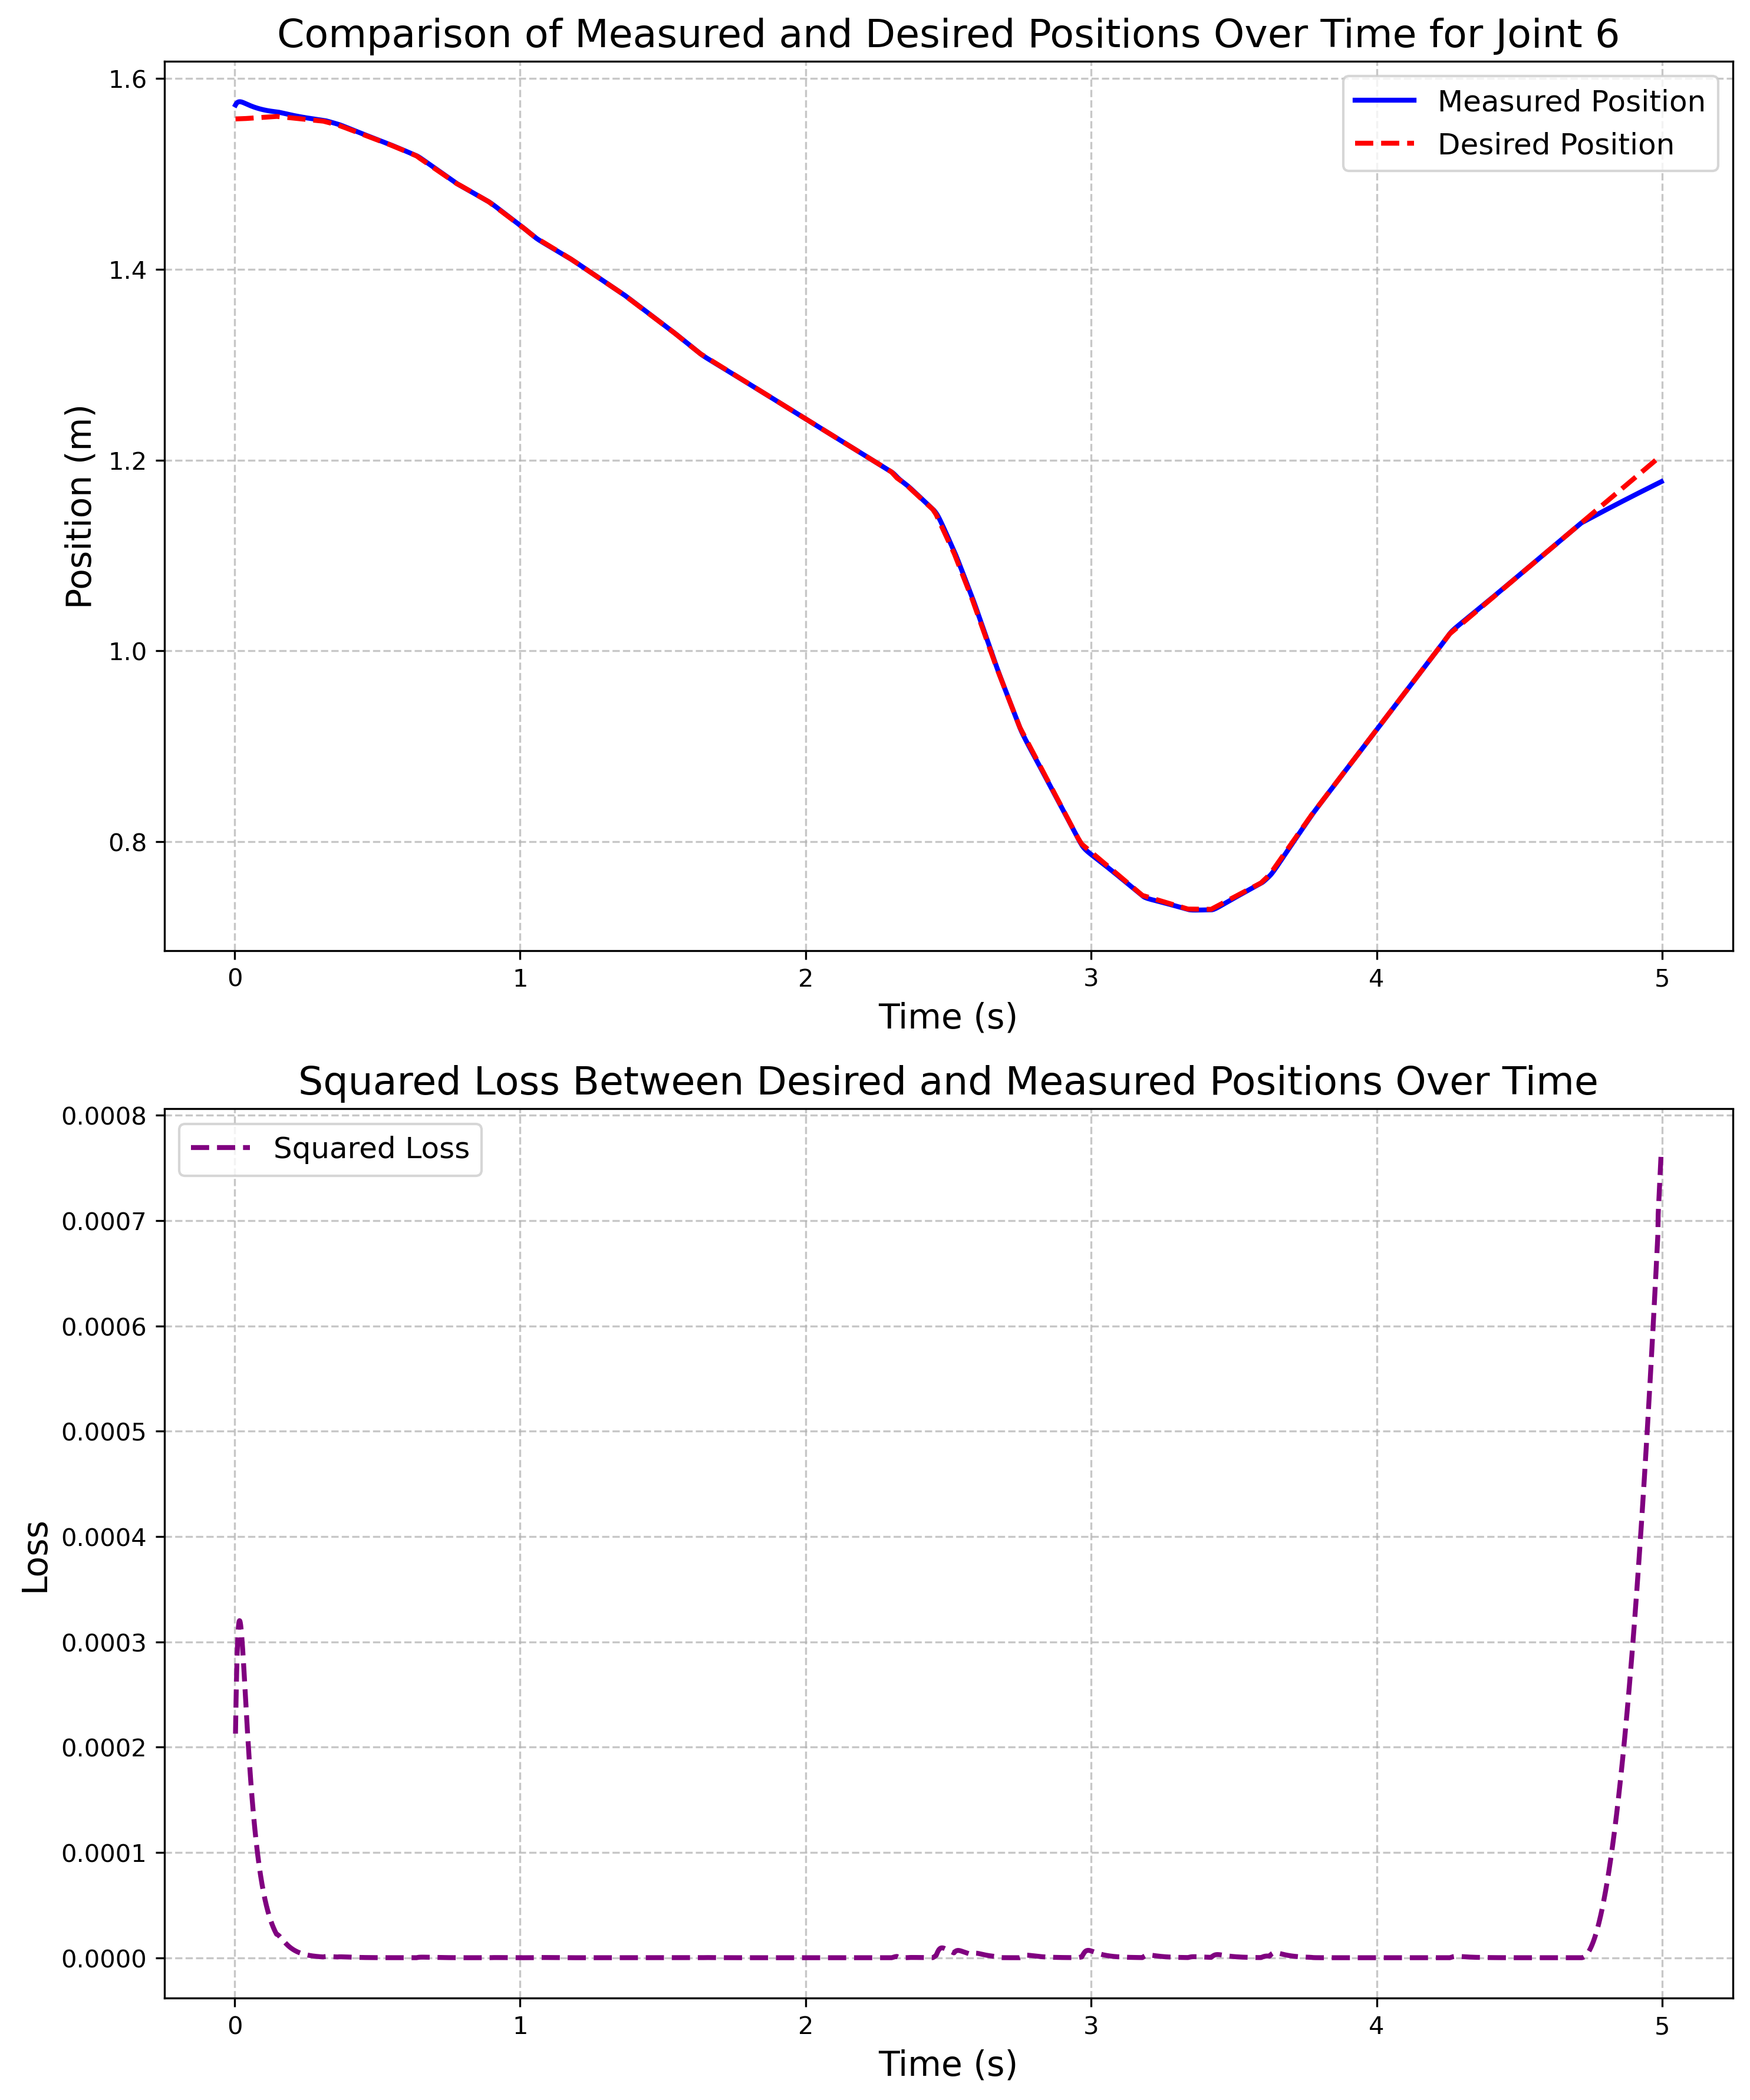 Comparison of Measured and Desired Positions Over Time for Joint 6
1.6
1.4
1.2
1.0
0.8
Position (m)
Measured Position
Desired Position
0 1 2 3 4 5
Time (s)
Squared Loss Between Desired and Measured Positions Over Time
0.0008
0.0007
0.0006
0.0005
0.0004
0.0003
0.0002
0.0001
0.0000
Loss
Squared Loss
0 1 2 3 4 5
Time (s)